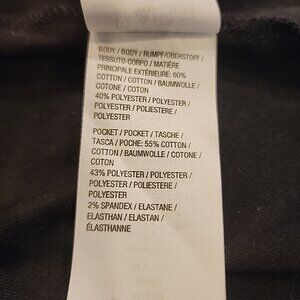 BODY / BODY / RUMPF/OBERSTOFF /
TESSUTO CORPO / MATIÈRE
PRINCIPALE EXTÉRIEURE: 60%
COTTON / COTTON / BAUMWOLLE /
COTONE / COTON
40% POLYESTER / POLYESTER /
POLYESTER / POLIESTERE /
POLYESTER
POCKET / POCKET / TASCHE /
TASCA / POCHE: 55% COTTON /
COTTON / BAUMWOLLE / COTONE /
COTON
43% POLYESTER / POLYESTER /
POLYESTER / POLIESTERE /
POLYESTER
2% SPANDEX / ELASTANE /
ELASTHAN / ELASTAN /
ÉLASTHANNE